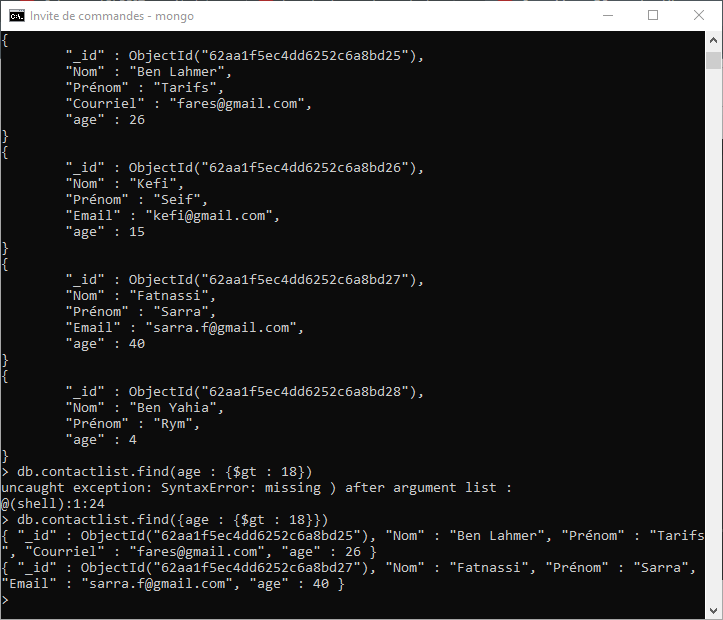 Invite de commandes - mongo
{
"_id" : ObjectId("62aa1f5ec4dd6252c6a8bd25"),
"Nom" : "Ben Lahmer",
"Prénom" : "Tarifs",
"Courriel" : "fares@gmail.com",
"age" : 26
}
{
"_id" : ObjectId("62aa1f5ec4dd6252c6a8bd26"),
"Nom" : "Kefi",
"Prénom" : "Seif",
"Email" : "kefi@gmail.com",
"age" : 15
}
{
"_id" : ObjectId("62aa1f5ec4dd6252c6a8bd27"),
"Nom" : "Fatnassi",
"Prénom" : "Sarra",
"Email" : "sarra.f@gmail.com",
"age" : 40
}
{
"_id" : ObjectId("62aa1f5ec4dd6252c6a8bd28"),
"Nom" : "Ben Yahia",
"Prénom" : "Rym",
"age" : 4
}
> db.contactlist.find(age : {$gt : 18})
uncaught exception: SyntaxError: missing ) after argument list :
@(shell):1:24
> db.contactlist.find({age : {$gt : 18}})
{ "_id" : ObjectId("62aa1f5ec4dd6252c6a8bd25"), "Nom" : "Ben Lahmer", "Prénom" : "Tarifs
", "Courriel" : "fares@gmail.com", "age" : 26 }
{ "_id" : ObjectId("62aa1f5ec4dd6252c6a8bd27"), "Nom" : "Fatnassi", "Prénom" : "Sarra",
"Email" : "sarra.f@gmail.com", "age" : 40 }
>